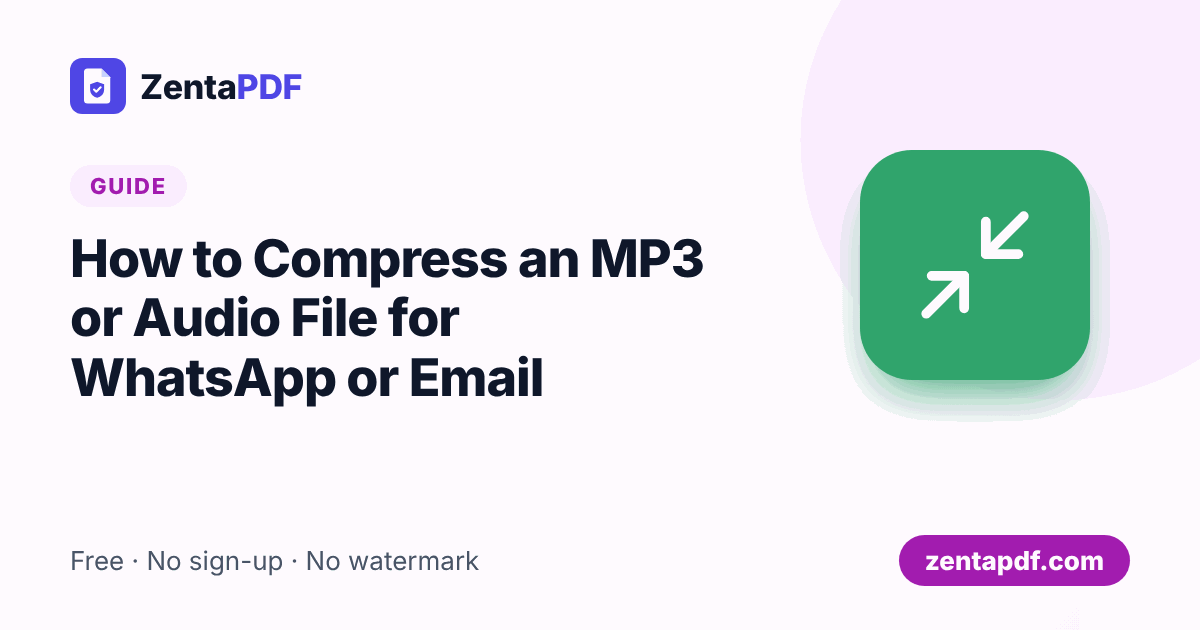 ZentaPDF
GUIDE
How to Compress an MP3
or Audio File for
WhatsApp or Email
Free · No sign-up · No watermark
zentapdf.com